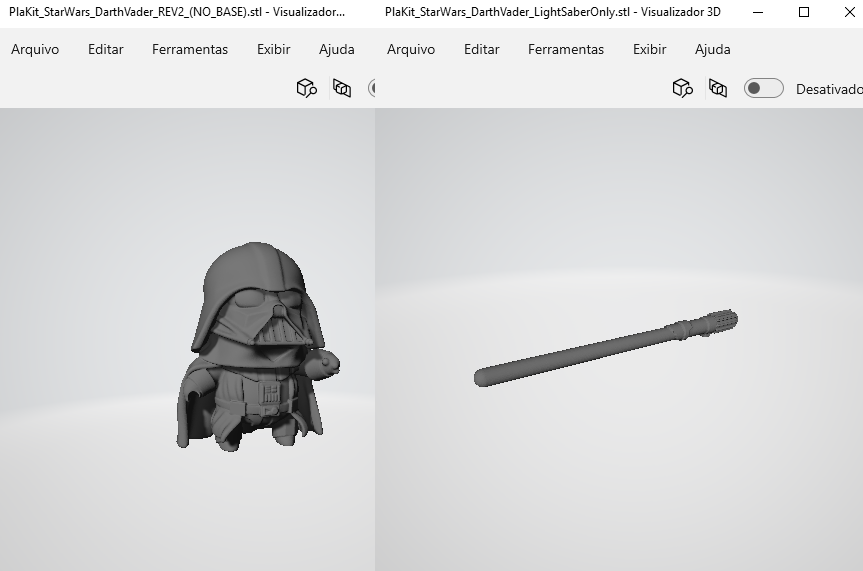 PlaKit_StarWars_DarthVader_REV2_(NO_BASE).stl - Visualizador...
Arquivo Editar Ferramentas Exibir Ajuda
PlaKit_StarWars_DarthVader_LightSaberOnly.stl - Visualizador 3D
Arquivo Editar Ferramentas Exibir Ajuda
Desativado